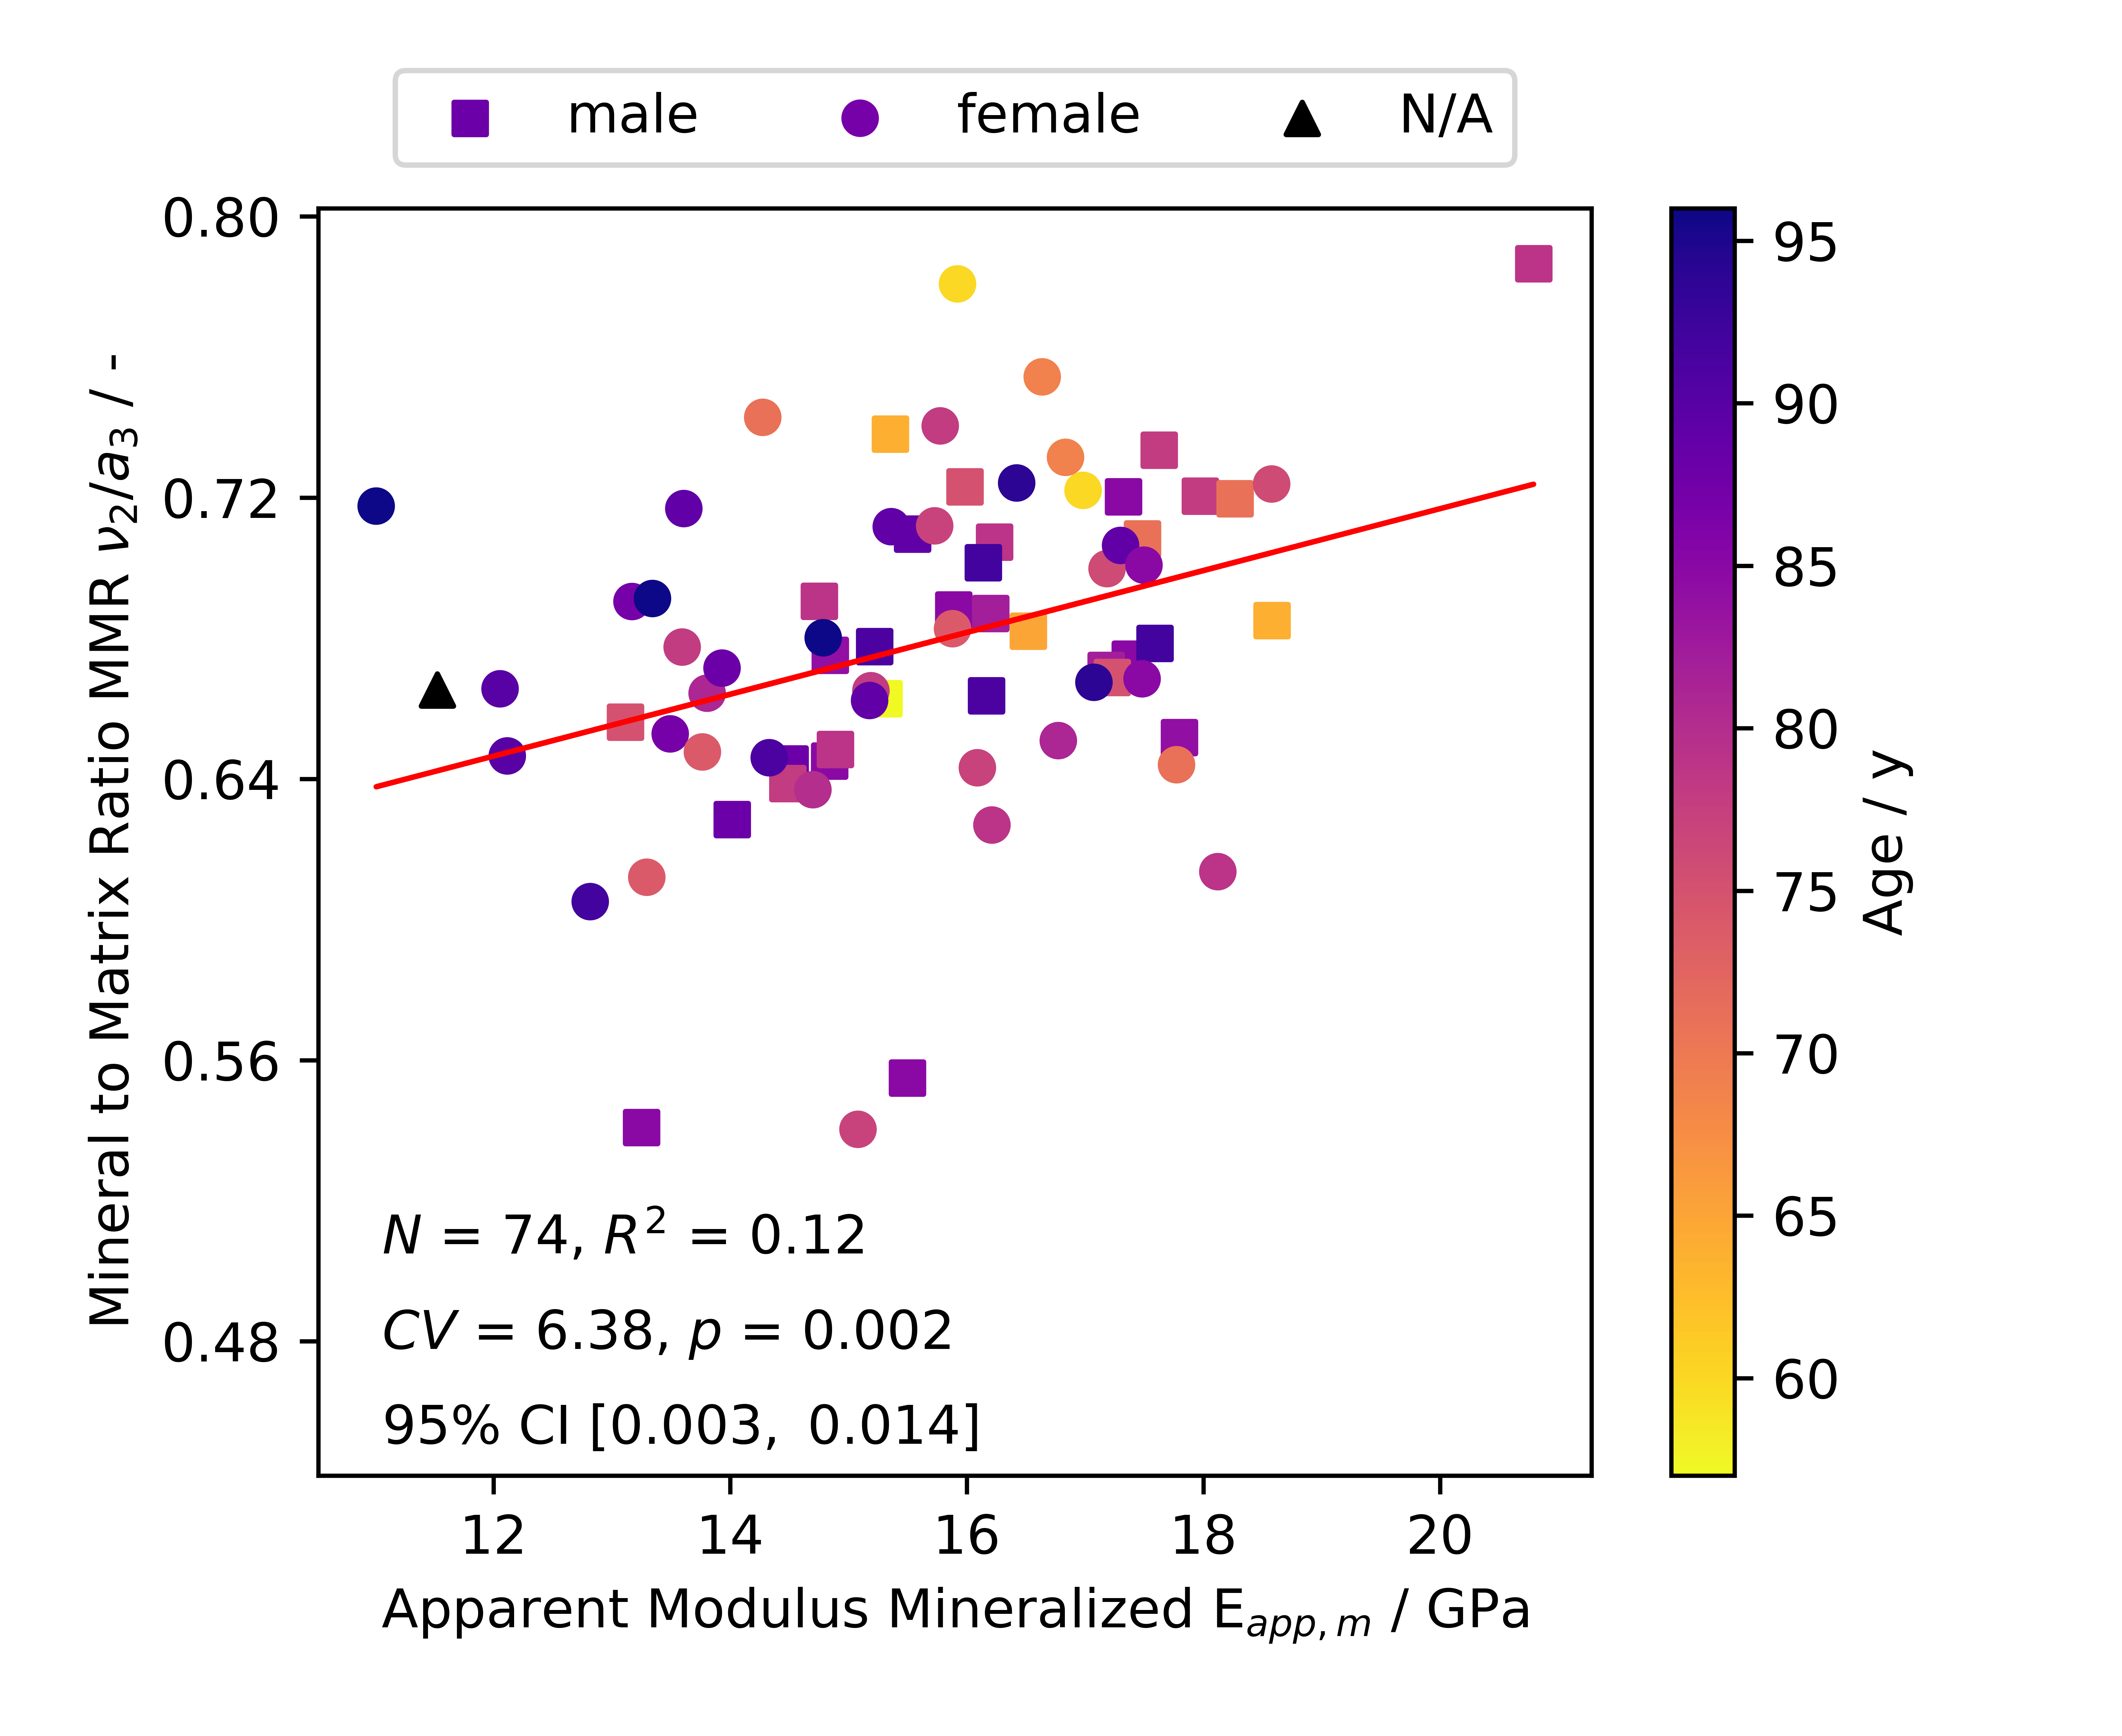 male female N/A
0.80
0.72
0.64
0.56
0.48
Mineral to Matrix Ratio MMR ν₂/a₃ / -
N = 74, R² = 0.12
CV = 6.38, p = 0.002
95% CI [0.003, 0.014]
12 14 16 18 20
Apparent Modulus Mineralized E_app,m / GPa
95
90
85
80
75
70
65
60
Age / y